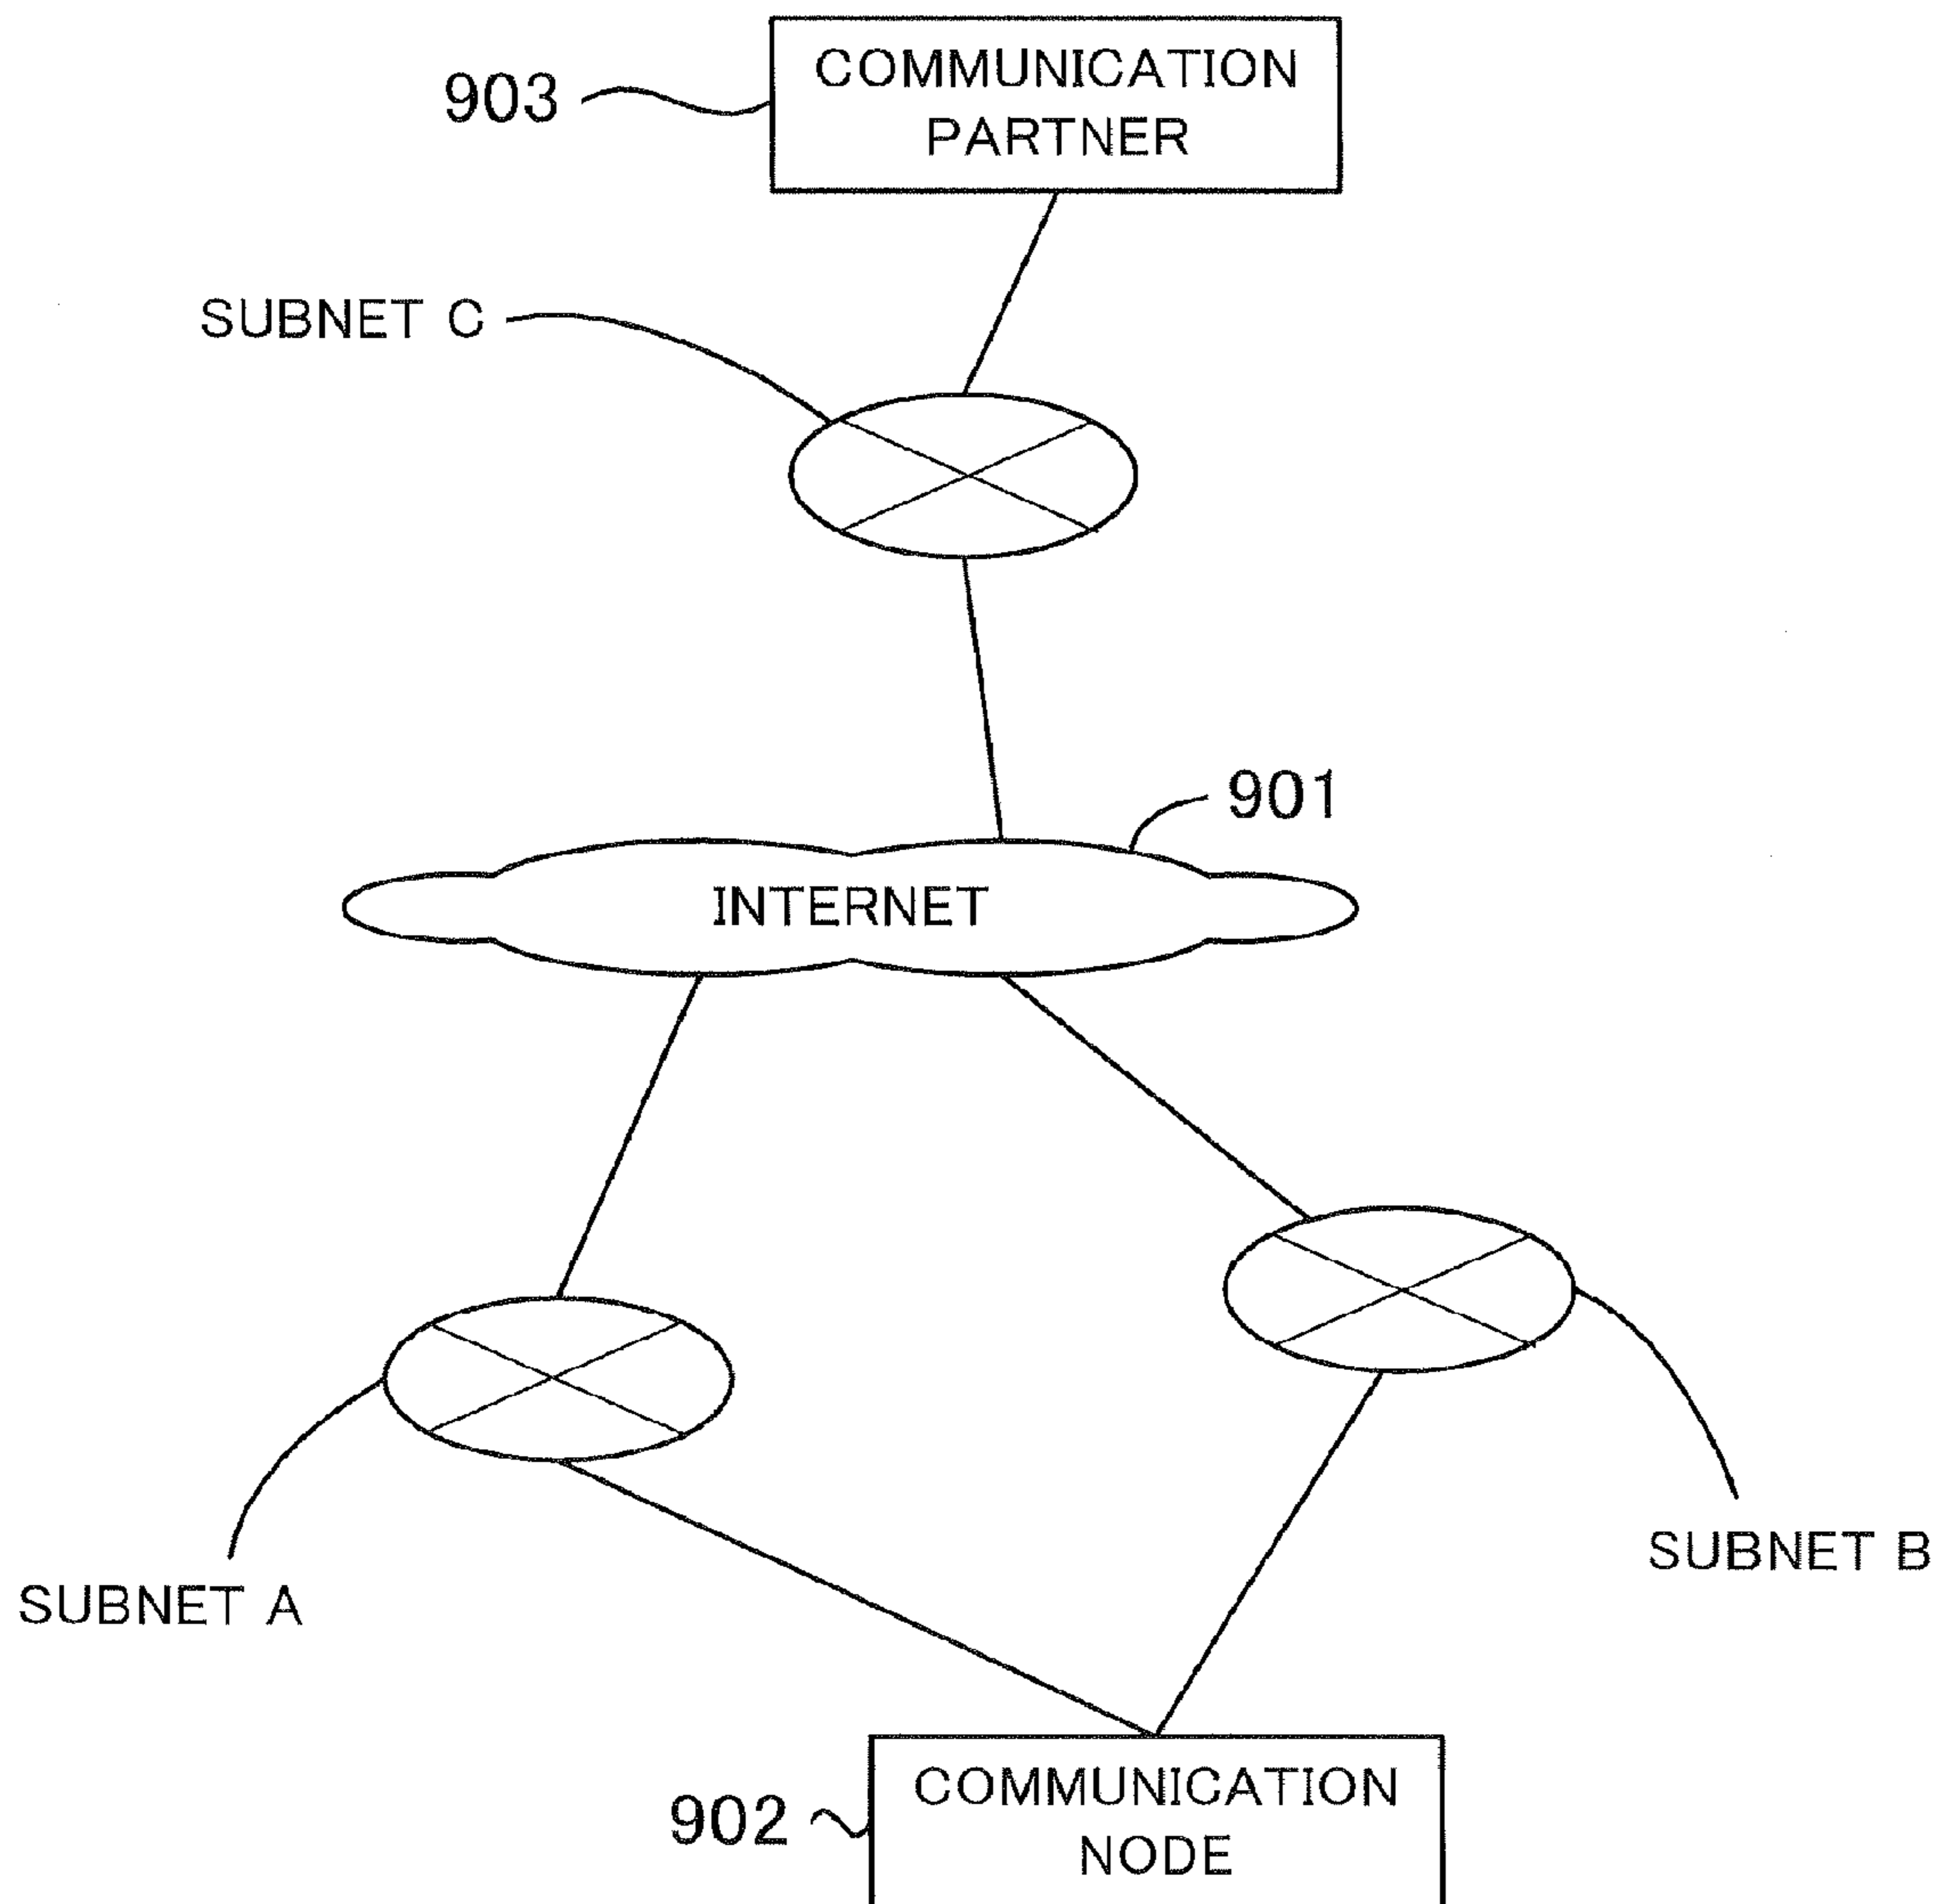 COMMUNICATION
PARTNER
903
SUBNET C
901
INTERNET
SUBNET B
SUBNET A
COMMUNICATION
NODE
902